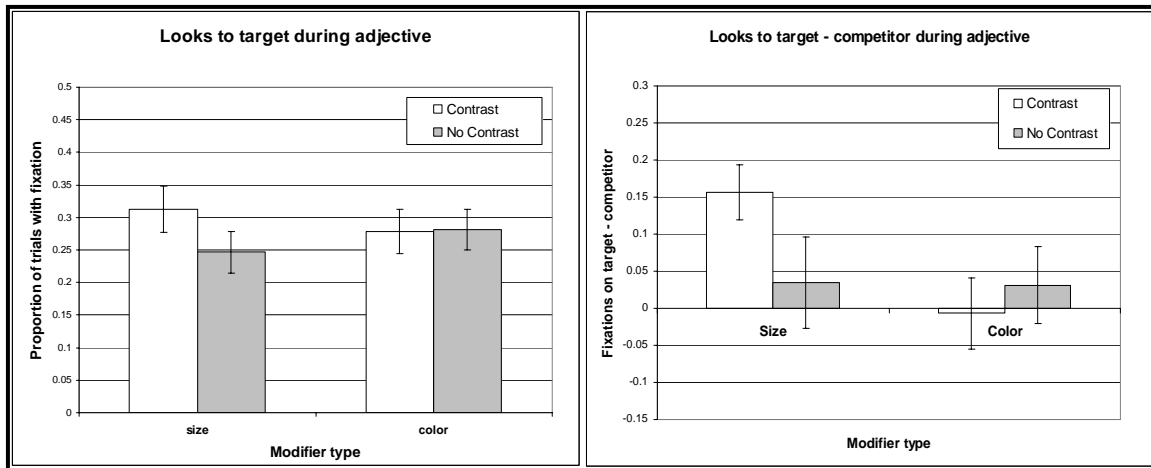 Looks to target during adjective
Proportion of trials with fixation
0.5
0.45
0.4
0.35
0.3
0.25
0.2
0.15
0.1
0.05
0
Contrast
No Contrast
size
color
Modifier type
Looks to target - competitor during adjective
Fixations on target - competitor
0.3
0.25
0.2
0.15
0.1
0.05
0
-0.05
-0.1
-0.15
Contrast
No Contrast
Size
Color
Modifier type